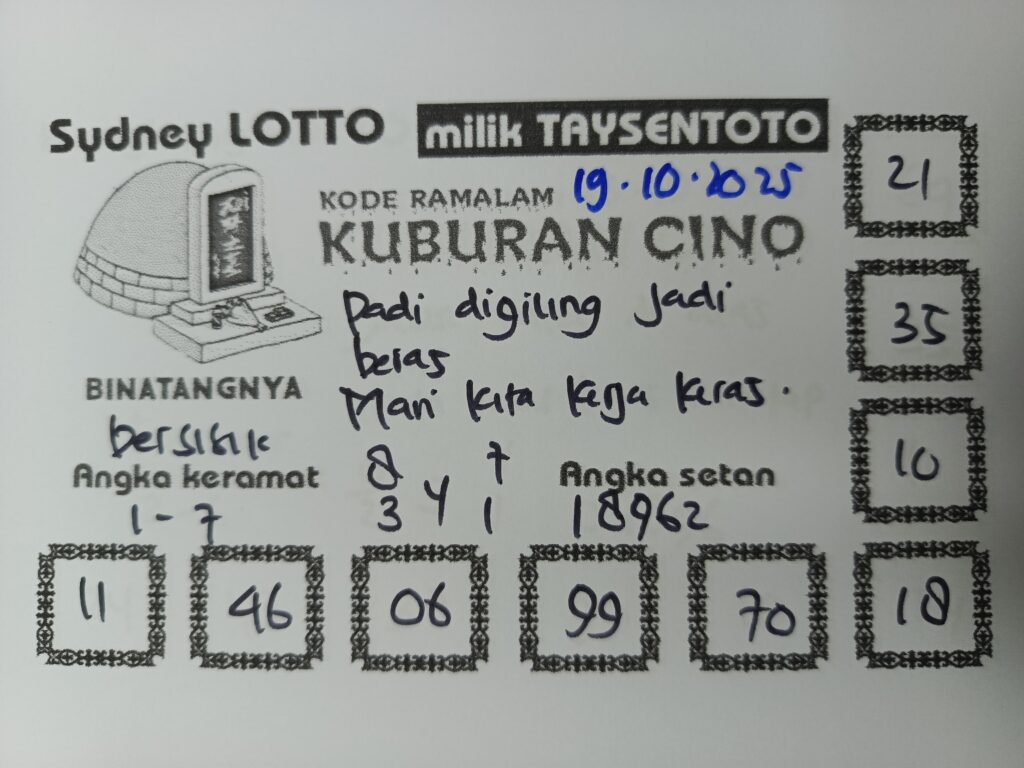 Sydney LOTTO milik TAYSENTOTO
KODE RAMALAM 19.10.2025
KUBURAN CINO
Padi digiling jadi
beras
Mari kita kerja keras.
BINATANGNYA
bersisik
Angka keramat
1-7
8 7
4
3 1
Angka setan
18962
21
35
10
11 46 06 99 70 18